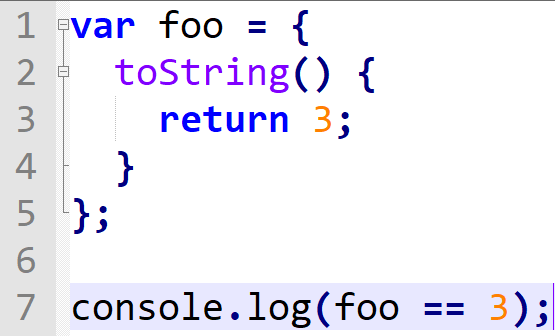 1 var foo = {
2   toString() {
3     return 3;
4   }
5 };
6
7 console.log(foo == 3);